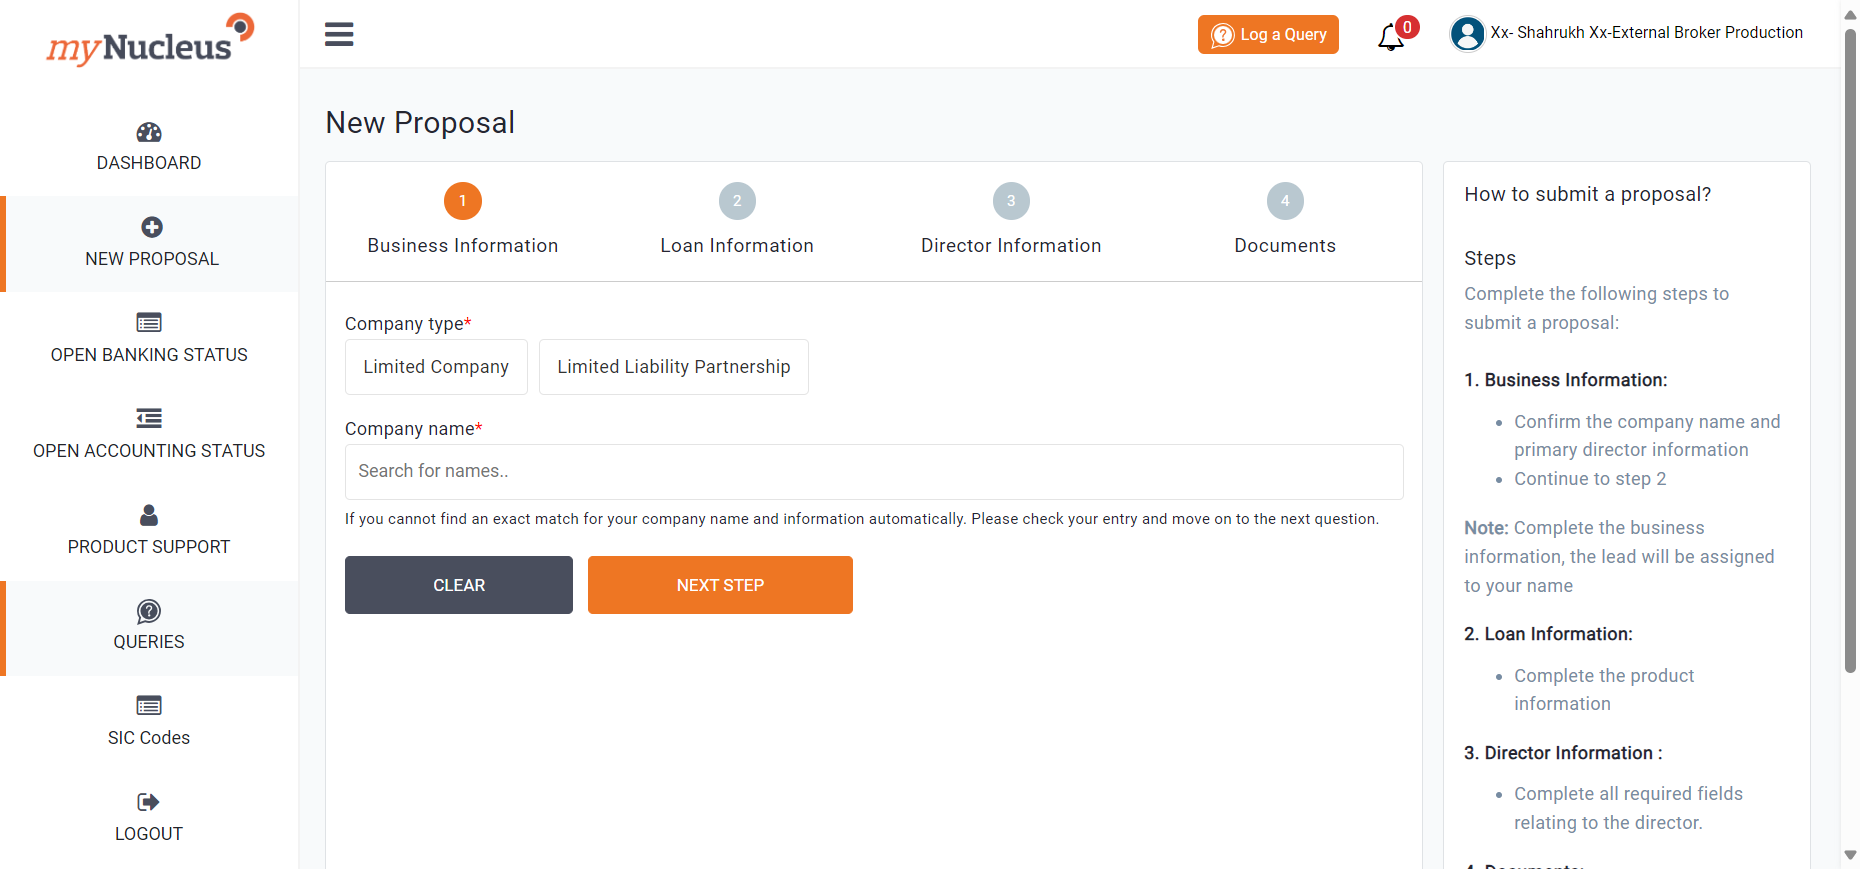 myNucleus
DASHBOARD
NEW PROPOSAL
OPEN BANKING STATUS
OPEN ACCOUNTING STATUS
PRODUCT SUPPORT
QUERIES
SIC Codes
LOGOUT
Log a Query
0
Xx- Shahrukh Xx-External Broker Production
New Proposal
1
Business Information
2
Loan Information
3
Director Information
4
Documents
Company type*
Limited Company
Limited Liability Partnership
Company name*
Search for names..
If you cannot find an exact match for your company name and information automatically. Please check your entry and move on to the next question.
CLEAR
NEXT STEP
How to submit a proposal?
Steps
Complete the following steps to
submit a proposal:
1. Business Information:
• Confirm the company name and
primary director information
• Continue to step 2
Note: Complete the business
information, the lead will be assigned
to your name
2. Loan Information:
• Complete the product
information
3. Director Information :
• Complete all required fields
relating to the director.
4. Documents: